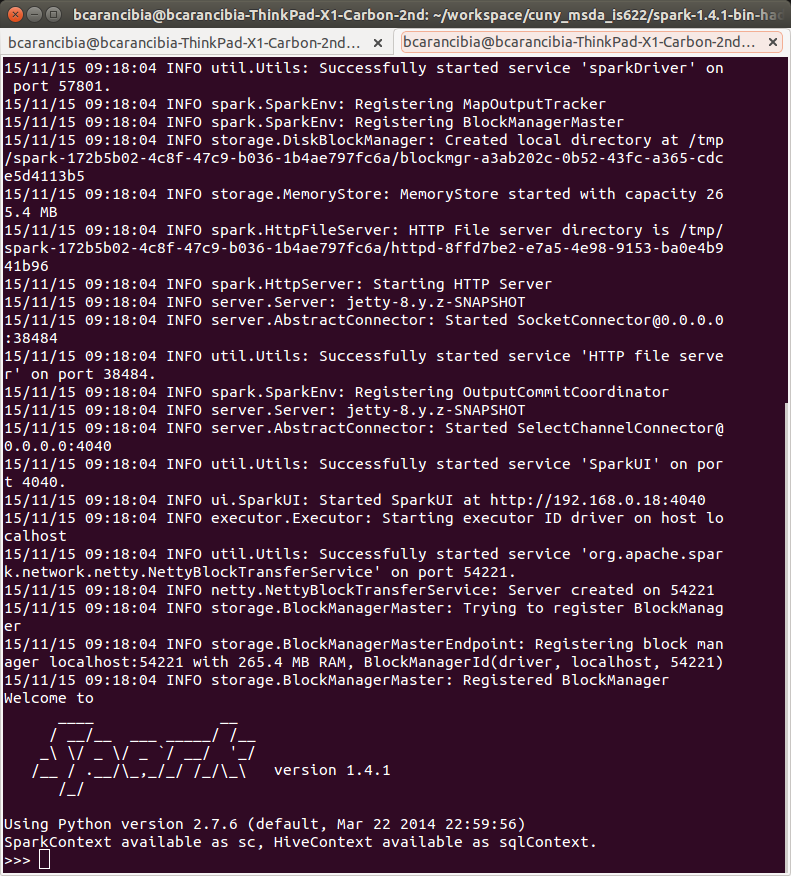 bcarancibia@bcarancibia-ThinkPad-X1-Carbon-2nd: ~/workspace/cuny_msda_is622/spark-1.4.1-bin-had
bcarancibia@bcarancibia-ThinkPad-X1-Carbon-2nd... × bcarancibia@bcarancibia-ThinkPad-X1-Carbon-2nd... ×
15/11/15 09:18:04 INFO util.Utils: Successfully started service 'sparkDriver' on
 port 57801.
15/11/15 09:18:04 INFO spark.SparkEnv: Registering MapOutputTracker
15/11/15 09:18:04 INFO spark.SparkEnv: Registering BlockManagerMaster
15/11/15 09:18:04 INFO storage.DiskBlockManager: Created local directory at /tmp
/spark-172b5b02-4c8f-47c9-b036-1b4ae797fc6a/blockmgr-a3ab202c-0b52-43fc-a365-cdc
e5d4113b5
15/11/15 09:18:04 INFO storage.MemoryStore: MemoryStore started with capacity 26
5.4 MB
15/11/15 09:18:04 INFO spark.HttpFileServer: HTTP File server directory is /tmp/
spark-172b5b02-4c8f-47c9-b036-1b4ae797fc6a/httpd-8ffd7be2-e7a5-4e98-9153-ba0e4b9
41b96
15/11/15 09:18:04 INFO spark.HttpServer: Starting HTTP Server
15/11/15 09:18:04 INFO server.Server: jetty-8.y.z-SNAPSHOT
15/11/15 09:18:04 INFO server.AbstractConnector: Started SocketConnector@0.0.0.0
:38484
15/11/15 09:18:04 INFO util.Utils: Successfully started service 'HTTP file serve
r' on port 38484.
15/11/15 09:18:04 INFO spark.SparkEnv: Registering OutputCommitCoordinator
15/11/15 09:18:04 INFO server.Server: jetty-8.y.z-SNAPSHOT
15/11/15 09:18:04 INFO server.AbstractConnector: Started SelectChannelConnector@
0.0.0.0:4040
15/11/15 09:18:04 INFO util.Utils: Successfully started service 'SparkUI' on por
t 4040.
15/11/15 09:18:04 INFO ui.SparkUI: Started SparkUI at http://192.168.0.18:4040
15/11/15 09:18:04 INFO executor.Executor: Starting executor ID driver on host lo
calhost
15/11/15 09:18:04 INFO util.Utils: Successfully started service 'org.apache.spar
k.network.netty.NettyBlockTransferService' on port 54221.
15/11/15 09:18:04 INFO netty.NettyBlockTransferService: Server created on 54221
15/11/15 09:18:04 INFO storage.BlockManagerMaster: Trying to register BlockManag
er
15/11/15 09:18:04 INFO storage.BlockManagerMasterEndpoint: Registering block man
ager localhost:54221 with 265.4 MB RAM, BlockManagerId(driver, localhost, 54221)
15/11/15 09:18:04 INFO storage.BlockManagerMaster: Registered BlockManager
Welcome to
      ____              __
     / __/__  ___ _____/ /__
    _\ \/ _ \/ _ `/ __/  '_/
   /__ / .__/\_,_/_/ /_/\_\   version 1.4.1
      /_/
Using Python version 2.7.6 (default, Mar 22 2014 22:59:56)
SparkContext available as sc, HiveContext available as sqlContext.
>>>